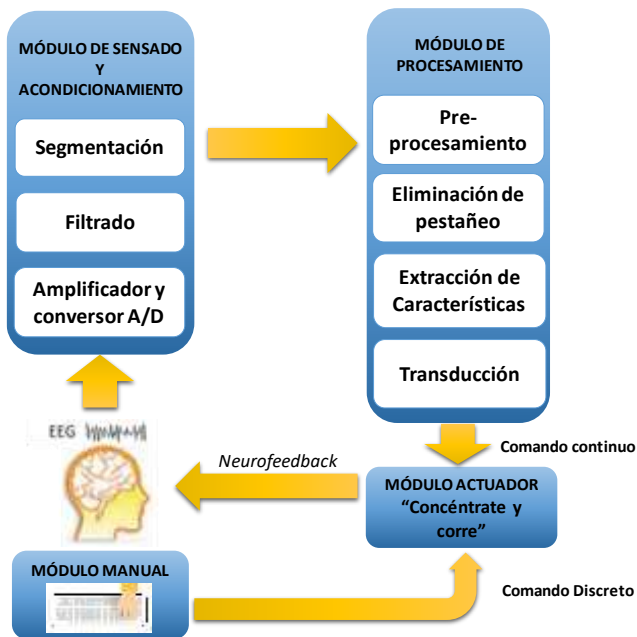 MÓDULO DE SENSADO
Y
ACONDICIONAMIENTO
Segmentación
Filtrado
Amplificador y
conversor A/D
MÓDULO DE
PROCESAMIENTO
Pre-
procesamiento
Eliminación de
pestañeo
Extracción de
Características
Transducción
Comando continuo
EEG
Neurofeedback
MÓDULO ACTUADOR
“Concéntrate y
corre”
MÓDULO MANUAL
Comando Discreto